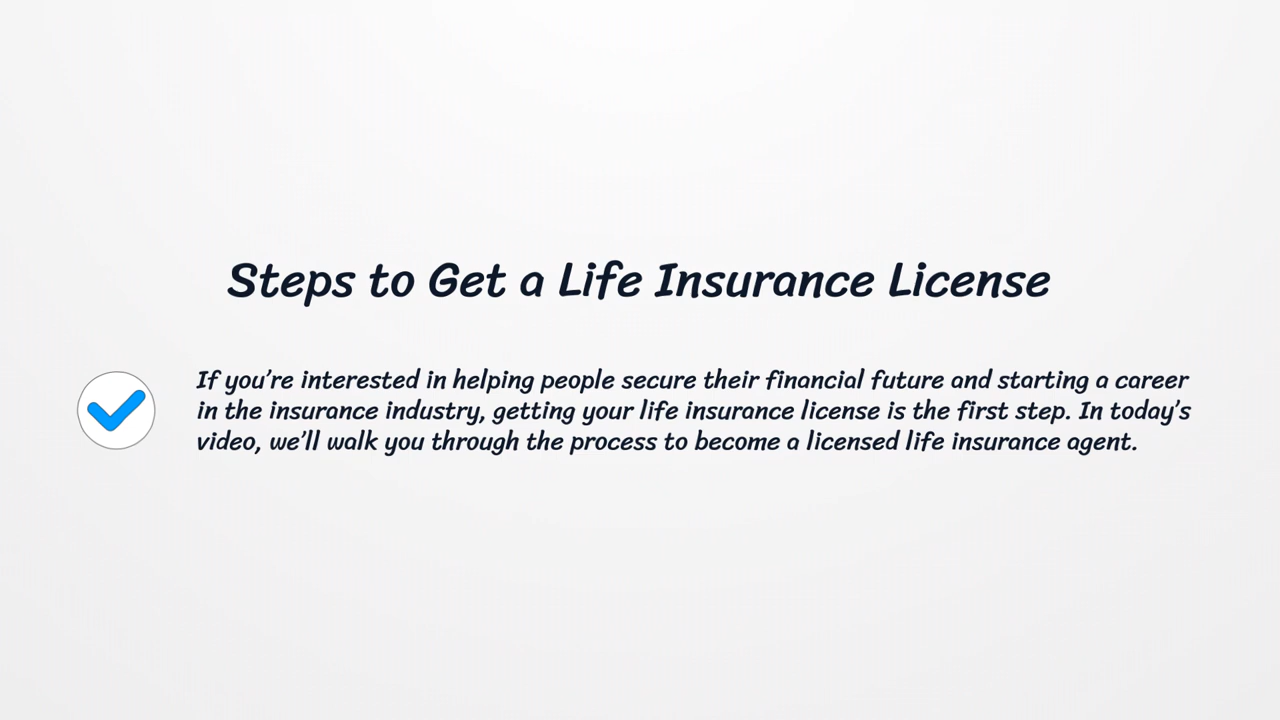 Steps to Get a Life Insurance License
If you’re interested in helping people secure their financial future and starting a career
in the insurance industry, getting your life insurance license is the first step. In today’s
video, we’ll walk you through the process to become a licensed life insurance agent.